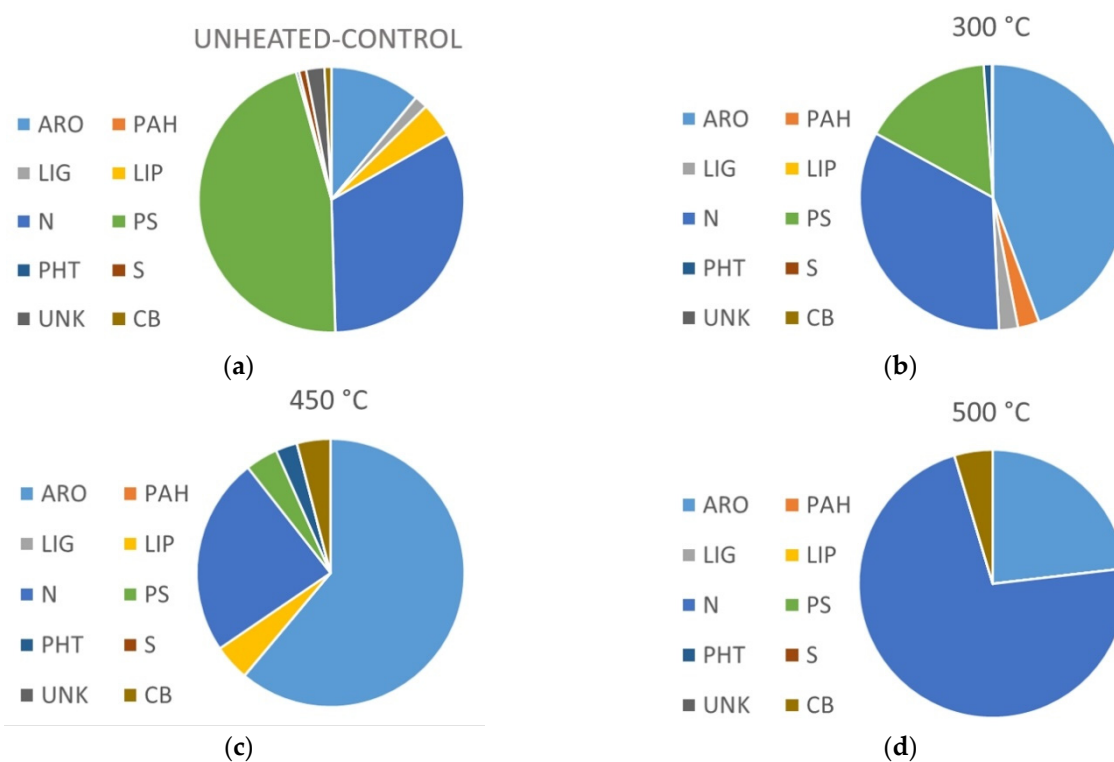 UNHEATED-CONTROL
ARO PAH
LIG LIP
N PS
PHT S
UNK CB
(a)
300 °C
ARO PAH
LIG LIP
N PS
PHT S
UNK CB
(b)
450 °C
ARO PAH
LIG LIP
N PS
PHT S
UNK CB
(c)
500 °C
ARO PAH
LIG LIP
N PS
PHT S
UNK CB
(d)